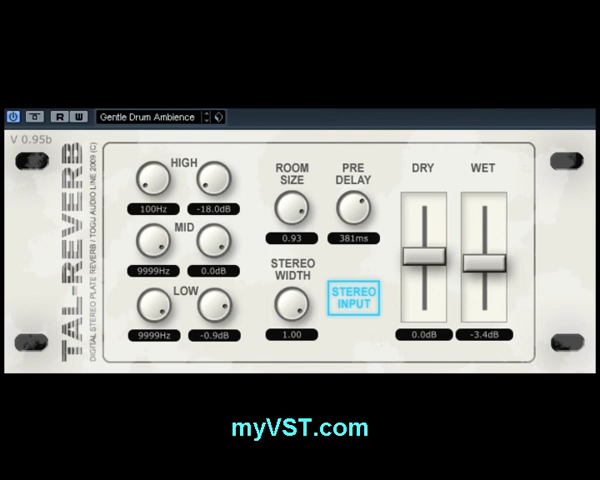 R W Gentle Drum Ambience
V 0.95b
TAL-REVERB
DIGITAL STEREO PLATE REVERB / TOGU AUDIO LINE 2009 (C)
HIGH
100Hz -18.0dB
MID
9999Hz 0.0dB
LOW
9999Hz -0.9dB
ROOM
SIZE
0.93
PRE
DELAY
381ms
STEREO
WIDTH
1.00
STEREO
INPUT
DRY
0.0dB
WET
-3.4dB
myVST.com